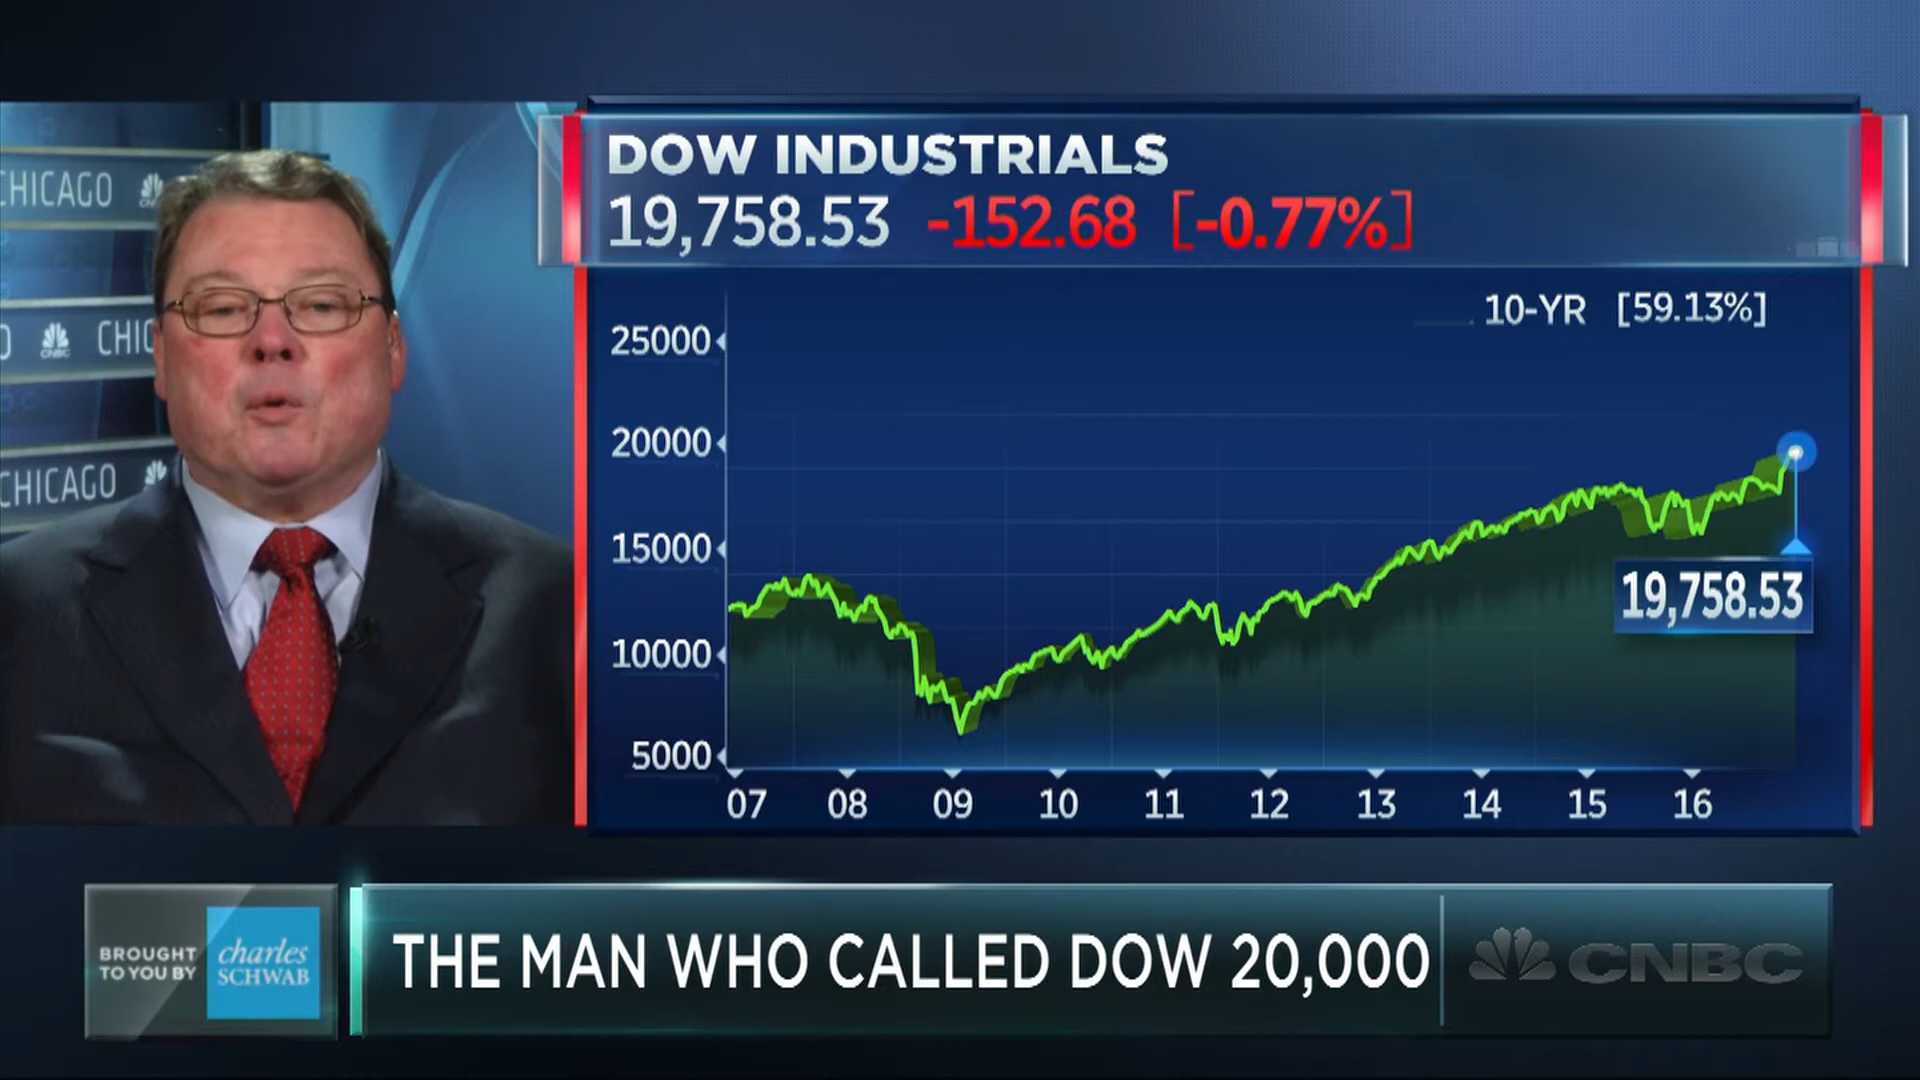 CHICAGO
CNBC
CHIC
CHICAGO
DOW INDUSTRIALS
19,758.53 -152.68 [-0.77%]
10-YR [59.13%]
25000
20000
15000
10000
5000
19,758.53
07 08 09 10 11 12 13 14 15 16
BROUGHT
TO YOU BY
charles
SCHWAB
THE MAN WHO CALLED DOW 20,000
CNBC